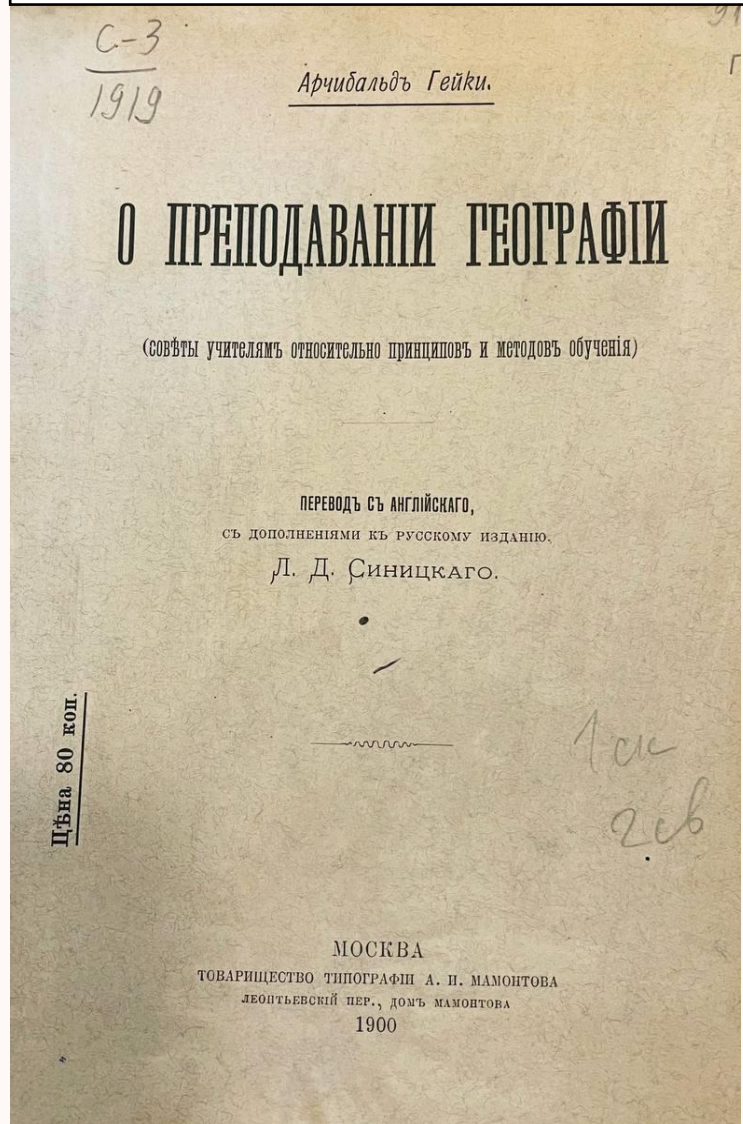 С-3
1919
91
Г
Арчибальдъ Гейки.
О ПРЕПОДАВАНІИ ГЕОГРАФІИ
(совѣты учителямъ относительно принциповъ и методовъ обученія)
ПЕРЕВОДЪ СЪ АНГЛІЙСКАГО,
СЪ ДОПОЛНЕНІЯМИ КЪ РУССКОМУ ИЗДАНІЮ.
Л. Д. Синицкаго.
Цѣна 80 коп.
1 ск
2 св
МОСКВА
ТОВАРИЩЕСТВО ТИПОГРАФІИ А. И. МАМОНТОВА
ЛЕОНТЬЕВСКІЙ ПЕР., ДОМЪ МАМОНТОВА
1900